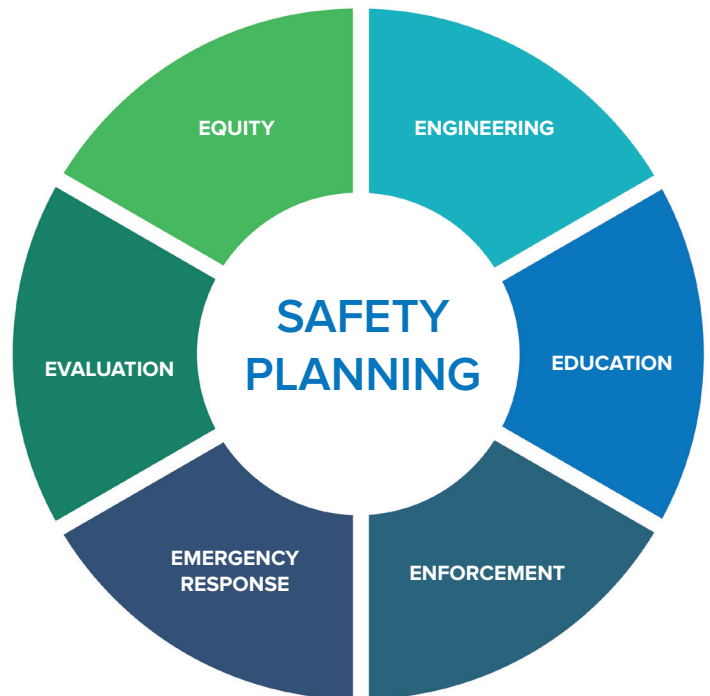 EQUITY
ENGINEERING
SAFETY
PLANNING
EVALUATION
EDUCATION
EMERGENCY
RESPONSE
ENFORCEMENT